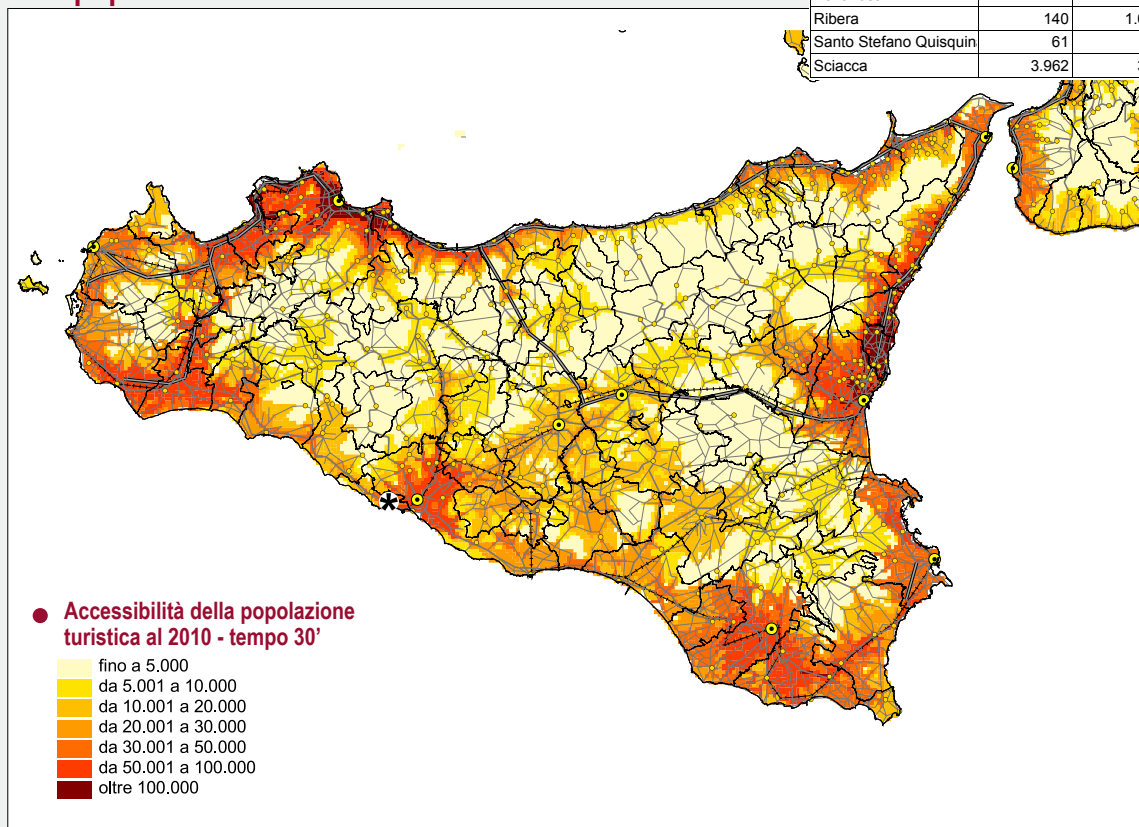 Ribera 140
Santo Stefano Quisquin
61
Sciacca 3.962
*
Accessibilità della popolazione
turistica al 2010 - tempo 30’
fino a 5.000
da 5.001 a 10.000
da 10.001 a 20.000
da 20.001 a 30.000
da 30.001 a 50.000
da 50.001 a 100.000
oltre 100.000